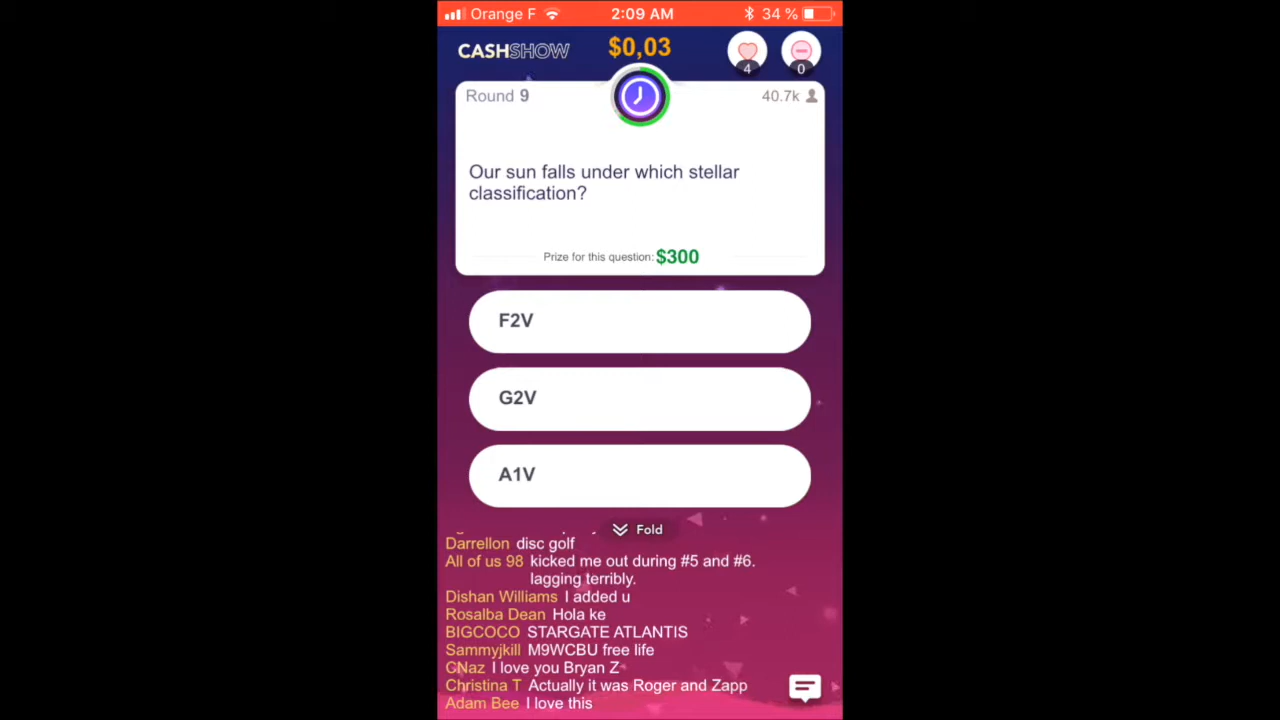 Orange F 2:09 AM 34 %
CASHSHOW $0,03 4 0
Round 9 40.7k
Our sun falls under which stellar
classification?
Prize for this question: $300
F2V
G2V
A1V
Fold
Darrellon disc golf
All of us 98 kicked me out during #5 and #6.
lagging terribly.
Dishan Williams I added u
Rosalba Dean Hola ke
BIGCOCO STARGATE ATLANTIS
Sammyjkill M9WCBU free life
CNaz I love you Bryan Z
Christina T Actually it was Roger and Zapp
Adam Bee I love this